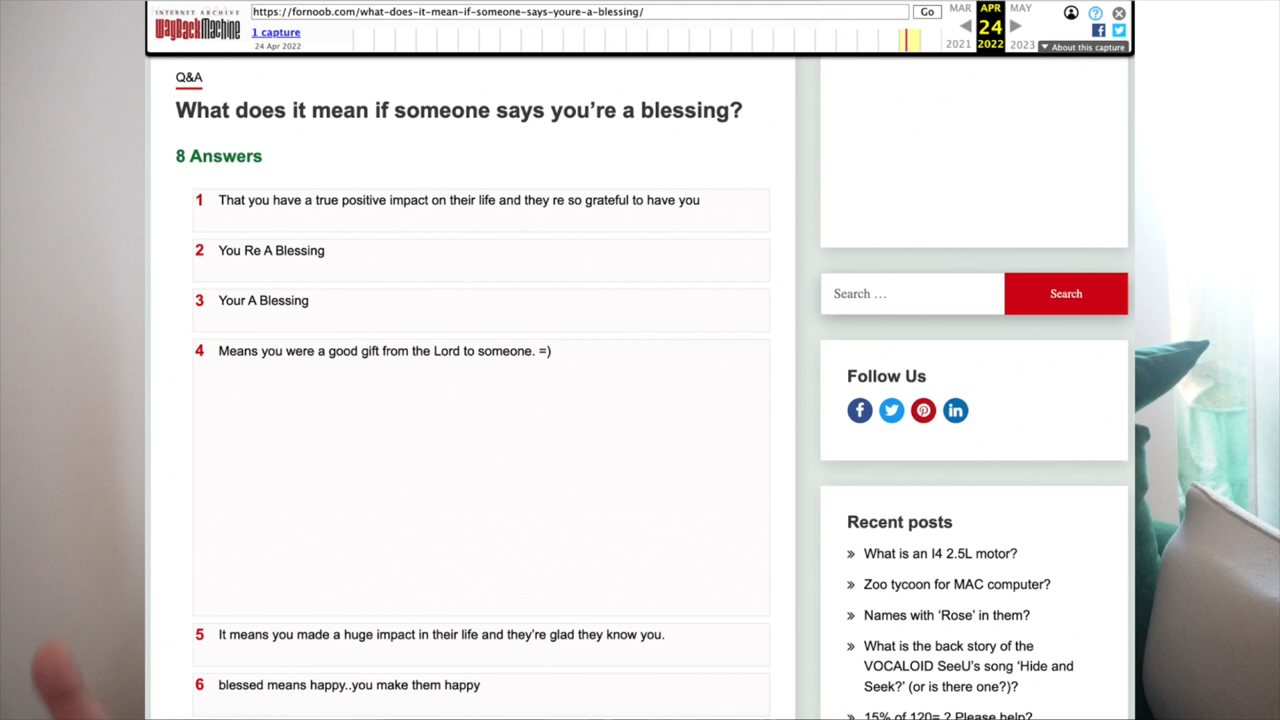 INTERNET ARCHIVE
WayBackMachine
https://fornoob.com/what-does-it-mean-if-someone-says-youre-a-blessing/
Go
1 capture
24 Apr 2022
MAR
APR
MAY
24
2021
2022
2023
About this capture
Q&A
What does it mean if someone says you’re a blessing?
8 Answers
1 That you have a true positive impact on their life and they re so grateful to have you
2 You Re A Blessing
3 Your A Blessing
4 Means you were a good gift from the Lord to someone. =)
5 It means you made a huge impact in their life and they’re glad they know you.
6 blessed means happy..you make them happy
Search …
Search
Follow Us
Recent posts
What is an I4 2.5L motor?
Zoo tycoon for MAC computer?
Names with ‘Rose’ in them?
What is the back story of the
VOCALOID SeeU’s song ‘Hide and
Seek?’ (or is there one?)?
15% of 120= ? Please help?